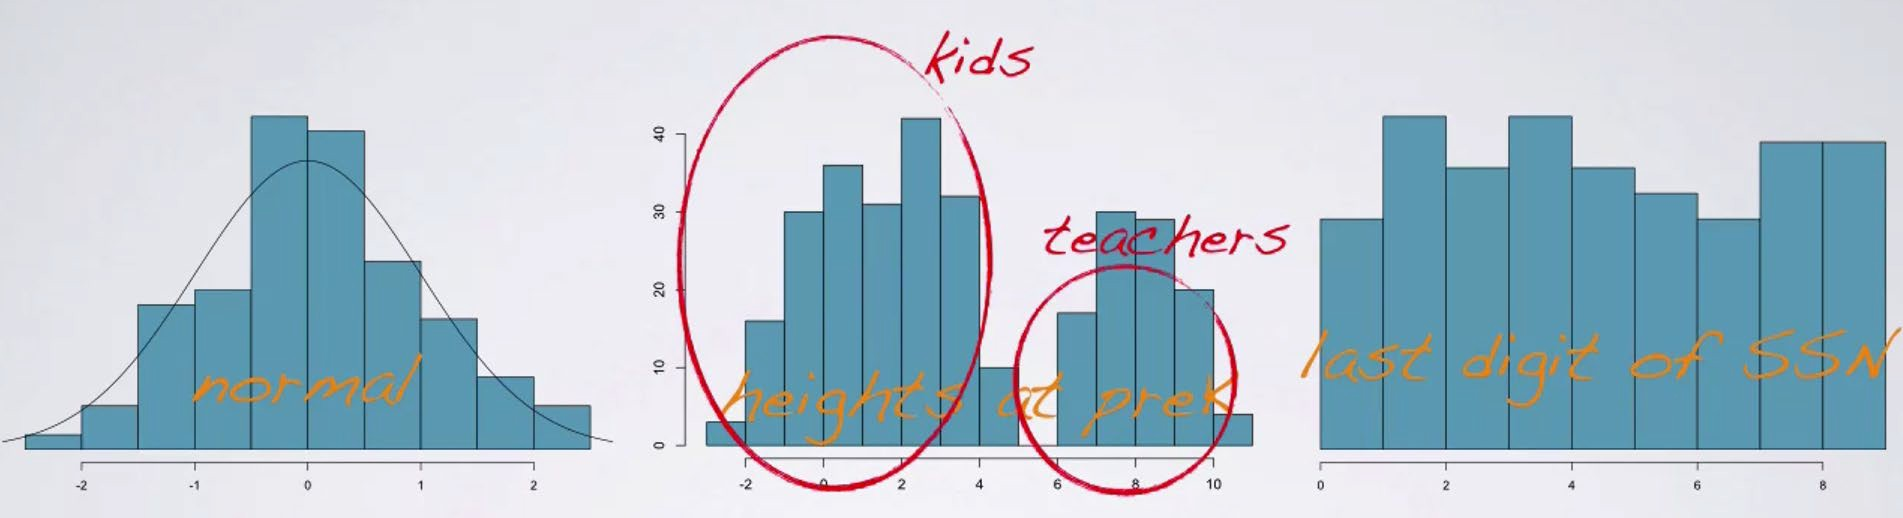 kids
teachers
normal
heights at prek
last digit of SSN
-2 -1 0 1 2
40
30
20
10
0
-2 0 2 4 6 8 10
0 2 4 6 8